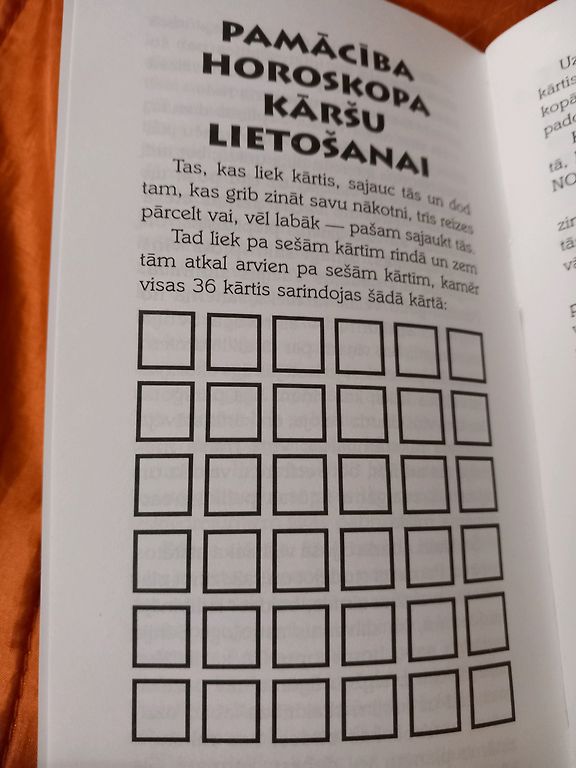 PAMĀCĪBA
HOROSKOPA
KĀRŠU
LIETOŠANAI
Tas, kas liek kārtis, sajauc tās un dod
tam, kas grib zināt savu nākotni, trīs reizes
pārcelt vai, vēl labāk — pašam sajaukt tās.
Tad liek pa sešām kārtīm rindā un zem
tām atkal arvien pa sešām kārtīm, kamēr
visas 36 kārtis sarindojas šādā kārtā:
kārtis